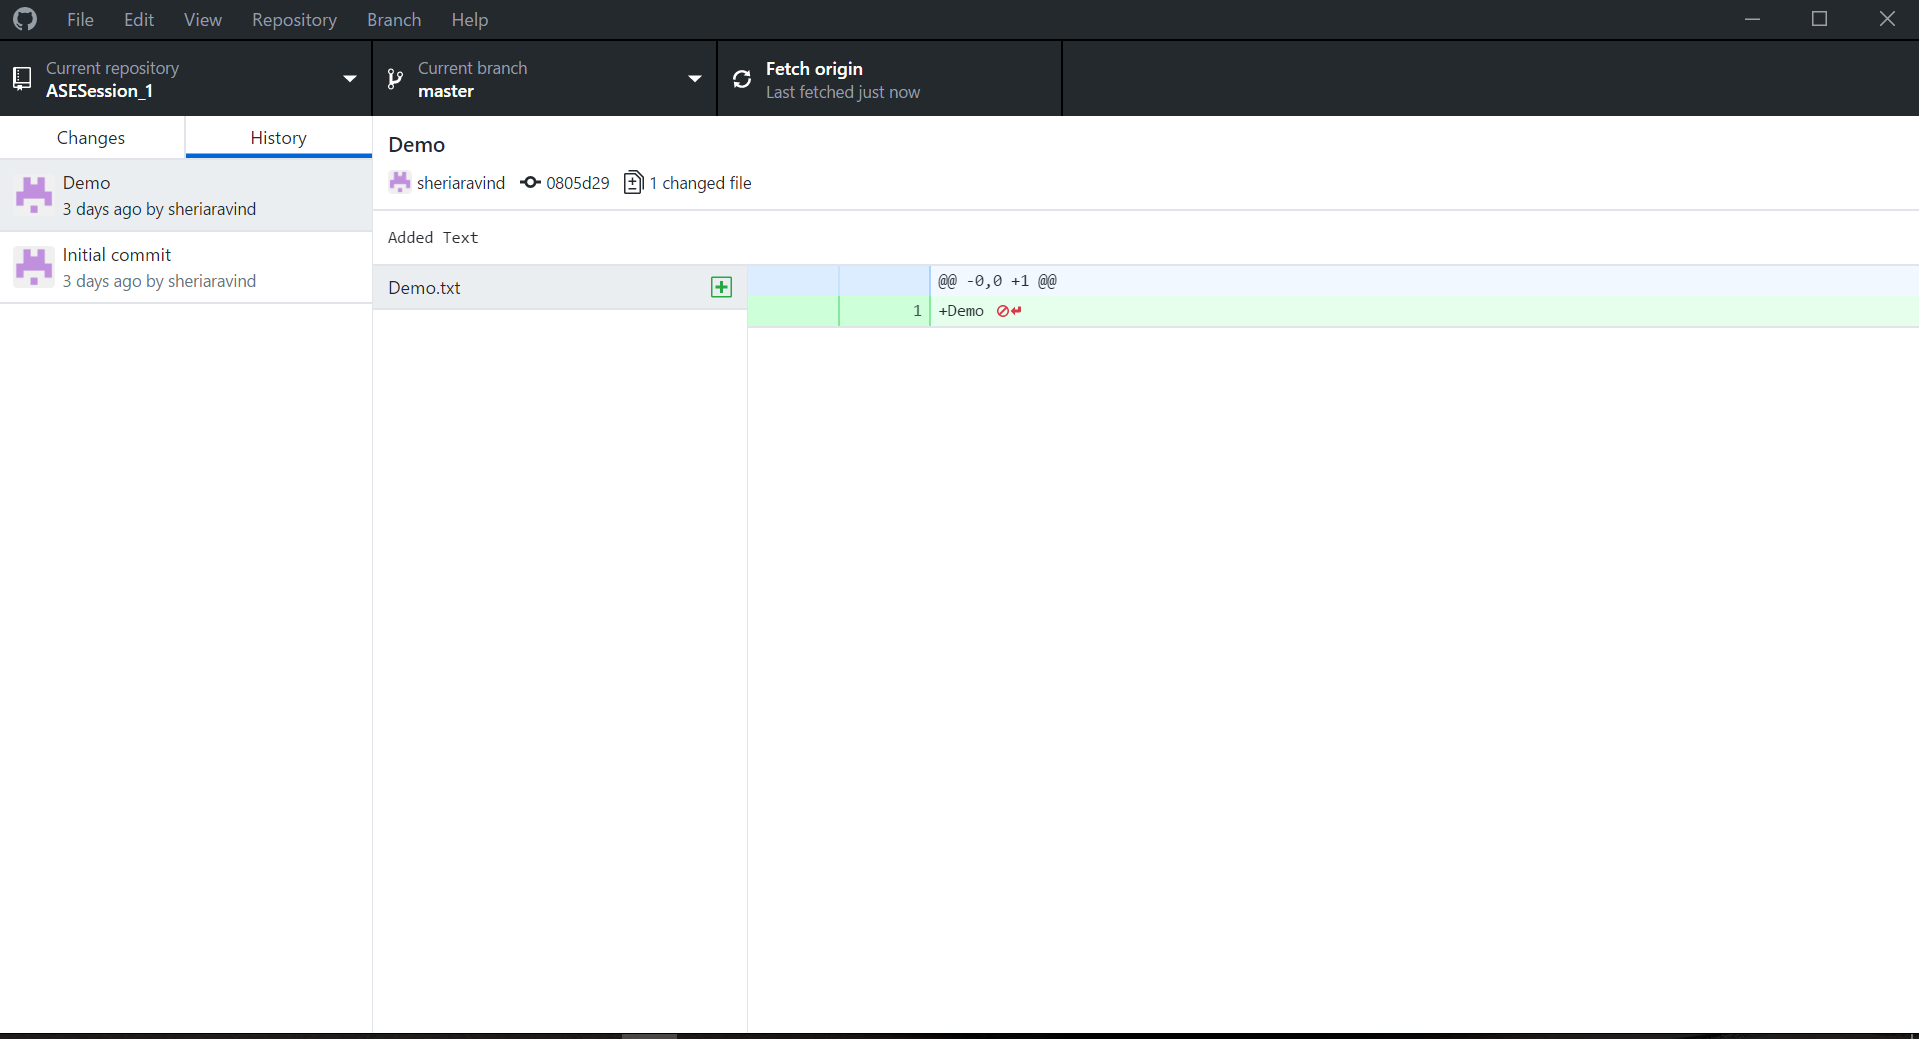 File Edit View Repository Branch Help
Current repository
ASESession_1
Current branch
master
Fetch origin
Last fetched just now
Changes
History
Demo
3 days ago by sheriaravind
Initial commit
3 days ago by sheriaravind
Demo
sheriaravind 0805d29 1 changed file
Added Text
Demo.txt
@@ -0,0 +1 @@
1 +Demo